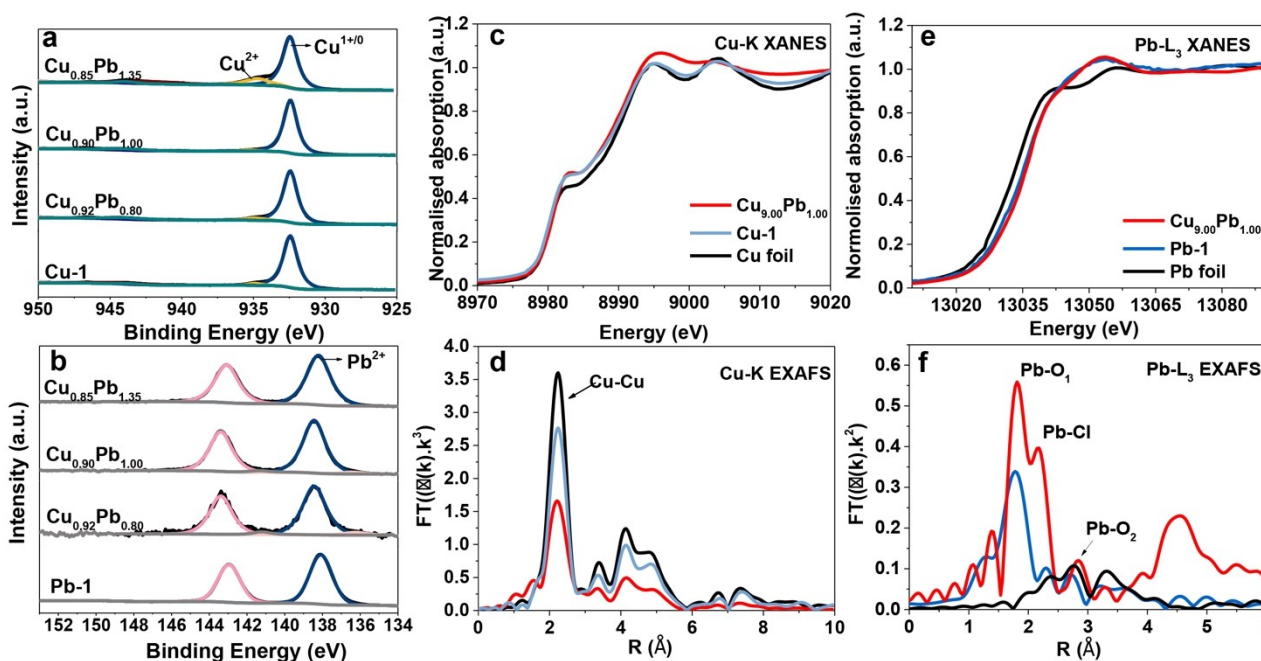 a
Cu2+
Cu1+/0
Cu0.85Pb1.35
Cu0.90Pb1.00
Cu0.92Pb0.80
Cu-1
Intensity (a.u.)
950 945 940 935 930 925
Binding Energy (eV)
b
Pb2+
Cu0.85Pb1.35
Cu0.90Pb1.00
Cu0.92Pb0.80
Pb-1
Intensity (a.u.)
152 150 148 146 144 142 140 138 136 134
Binding Energy (eV)
c
Cu-K XANES
Normalised absorption (a.u.)
1.4
1.2
1.0
0.8
0.6
0.4
0.2
0.0
Cu9.00Pb1.00
Cu-1
Cu foil
8970 8980 8990 9000 9010 9020
Energy (eV)
d
Cu-K EXAFS
Cu-Cu
FT((□(k).k3)
4.0
3.5
3.0
2.5
2.0
1.5
1.0
0.5
0.0
0 2 4 6 8 10
R (Å)
e
Pb-L3 XANES
Normolised absorption (a.u.)
1.4
1.2
1.0
0.8
0.6
0.4
0.2
0.0
Cu9.00Pb1.00
Pb-1
Pb foil
13020 13035 13050 13065 13080
Energy (eV)
f
Pb-L3 EXAFS
Pb-O1
Pb-Cl
Pb-O2
FT((□(k).k2)
0.6
0.5
0.4
0.3
0.2
0.1
0.0
0 1 2 3 4 5
R (Å)